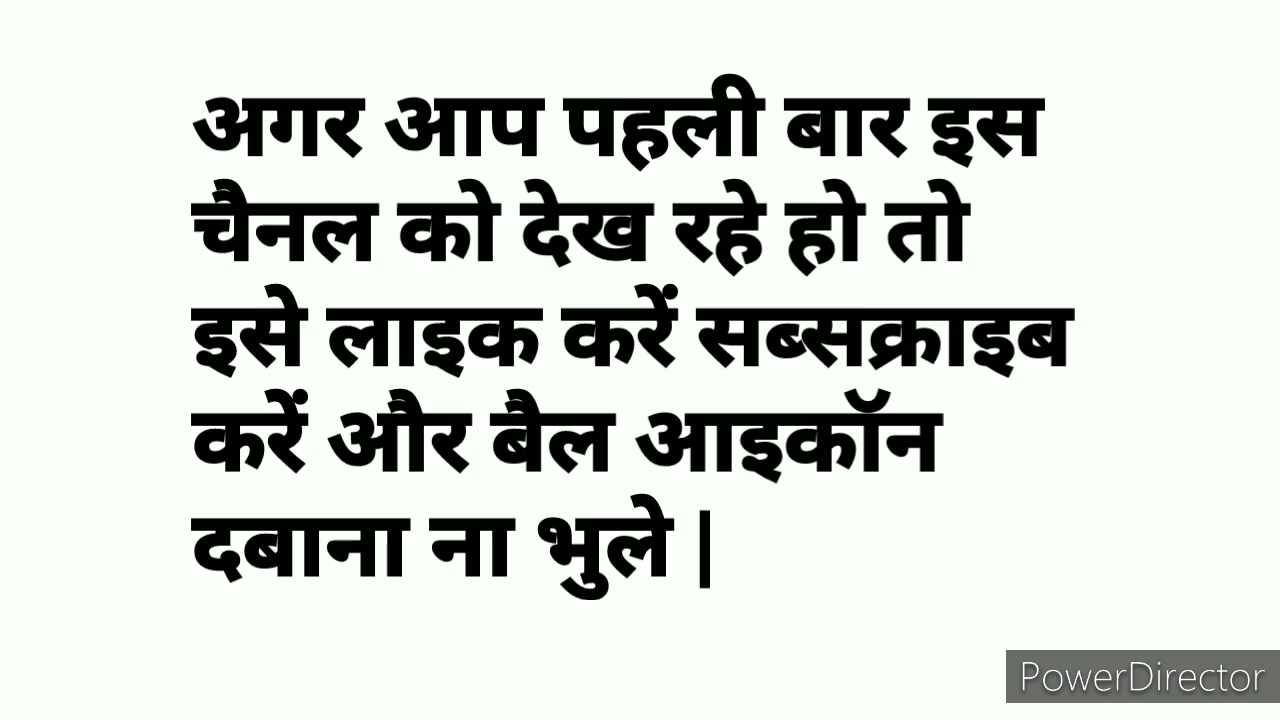 अगर आप पहली बार इस
चैनल को देख रहे हो तो
इसे लाइक करें सब्सक्राइब
करें और बैल आइकॉन
दबाना ना भुले |
PowerDirector